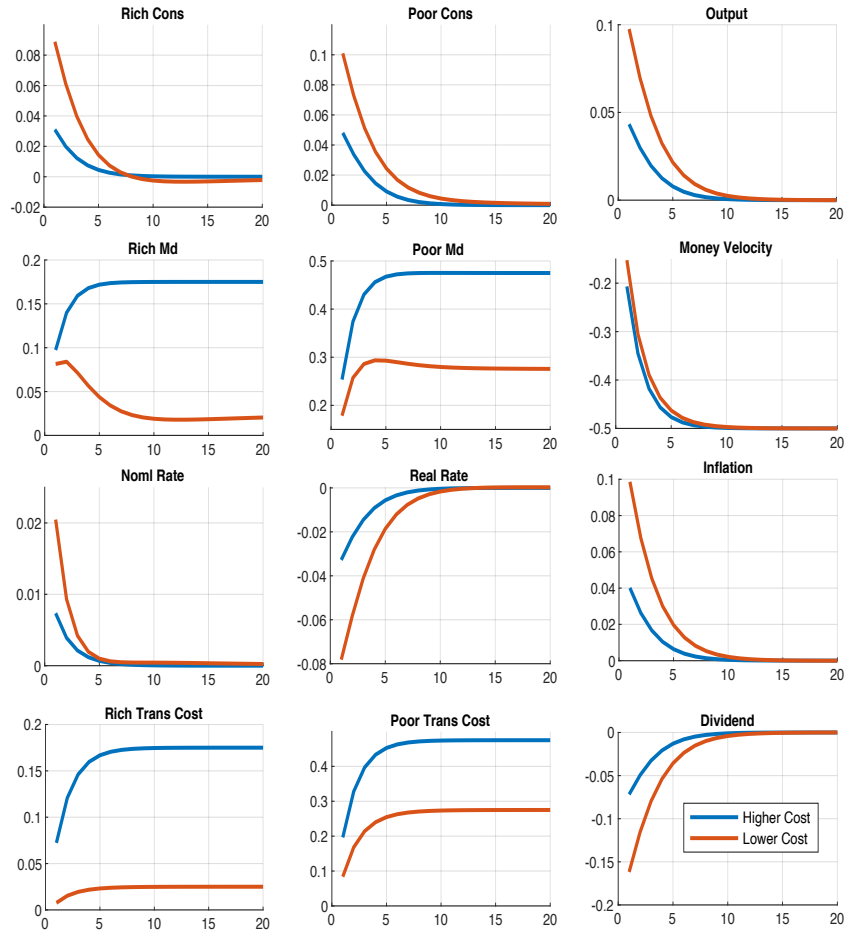 Rich Cons
0.08
0.06
0.04
0.02
0
-0.02
0 5 10 15 20
Poor Cons
0.1
0.08
0.06
0.04
0.02
0
0 5 10 15 20
Output
0.1
0.05
0
0 5 10 15 20
Rich Md
0.2
0.15
0.1
0.05
0
0 5 10 15 20
Poor Md
0.5
0.4
0.3
0.2
0 5 10 15 20
Money Velocity
-0.2
-0.3
-0.4
-0.5
0 5 10 15 20
Noml Rate
0.02
0.01
0
0 5 10 15 20
Real Rate
0
-0.02
-0.04
-0.06
-0.08
0 5 10 15 20
Inflation
0.1
0.08
0.06
0.04
0.02
0
0 5 10 15 20
Rich Trans Cost
0.2
0.15
0.1
0.05
0
0 5 10 15 20
Poor Trans Cost
0.4
0.3
0.2
0.1
0
0 5 10 15 20
Dividend
0
-0.05
-0.1
-0.15
-0.2
0 5 10 15 20
Higher Cost
Lower Cost